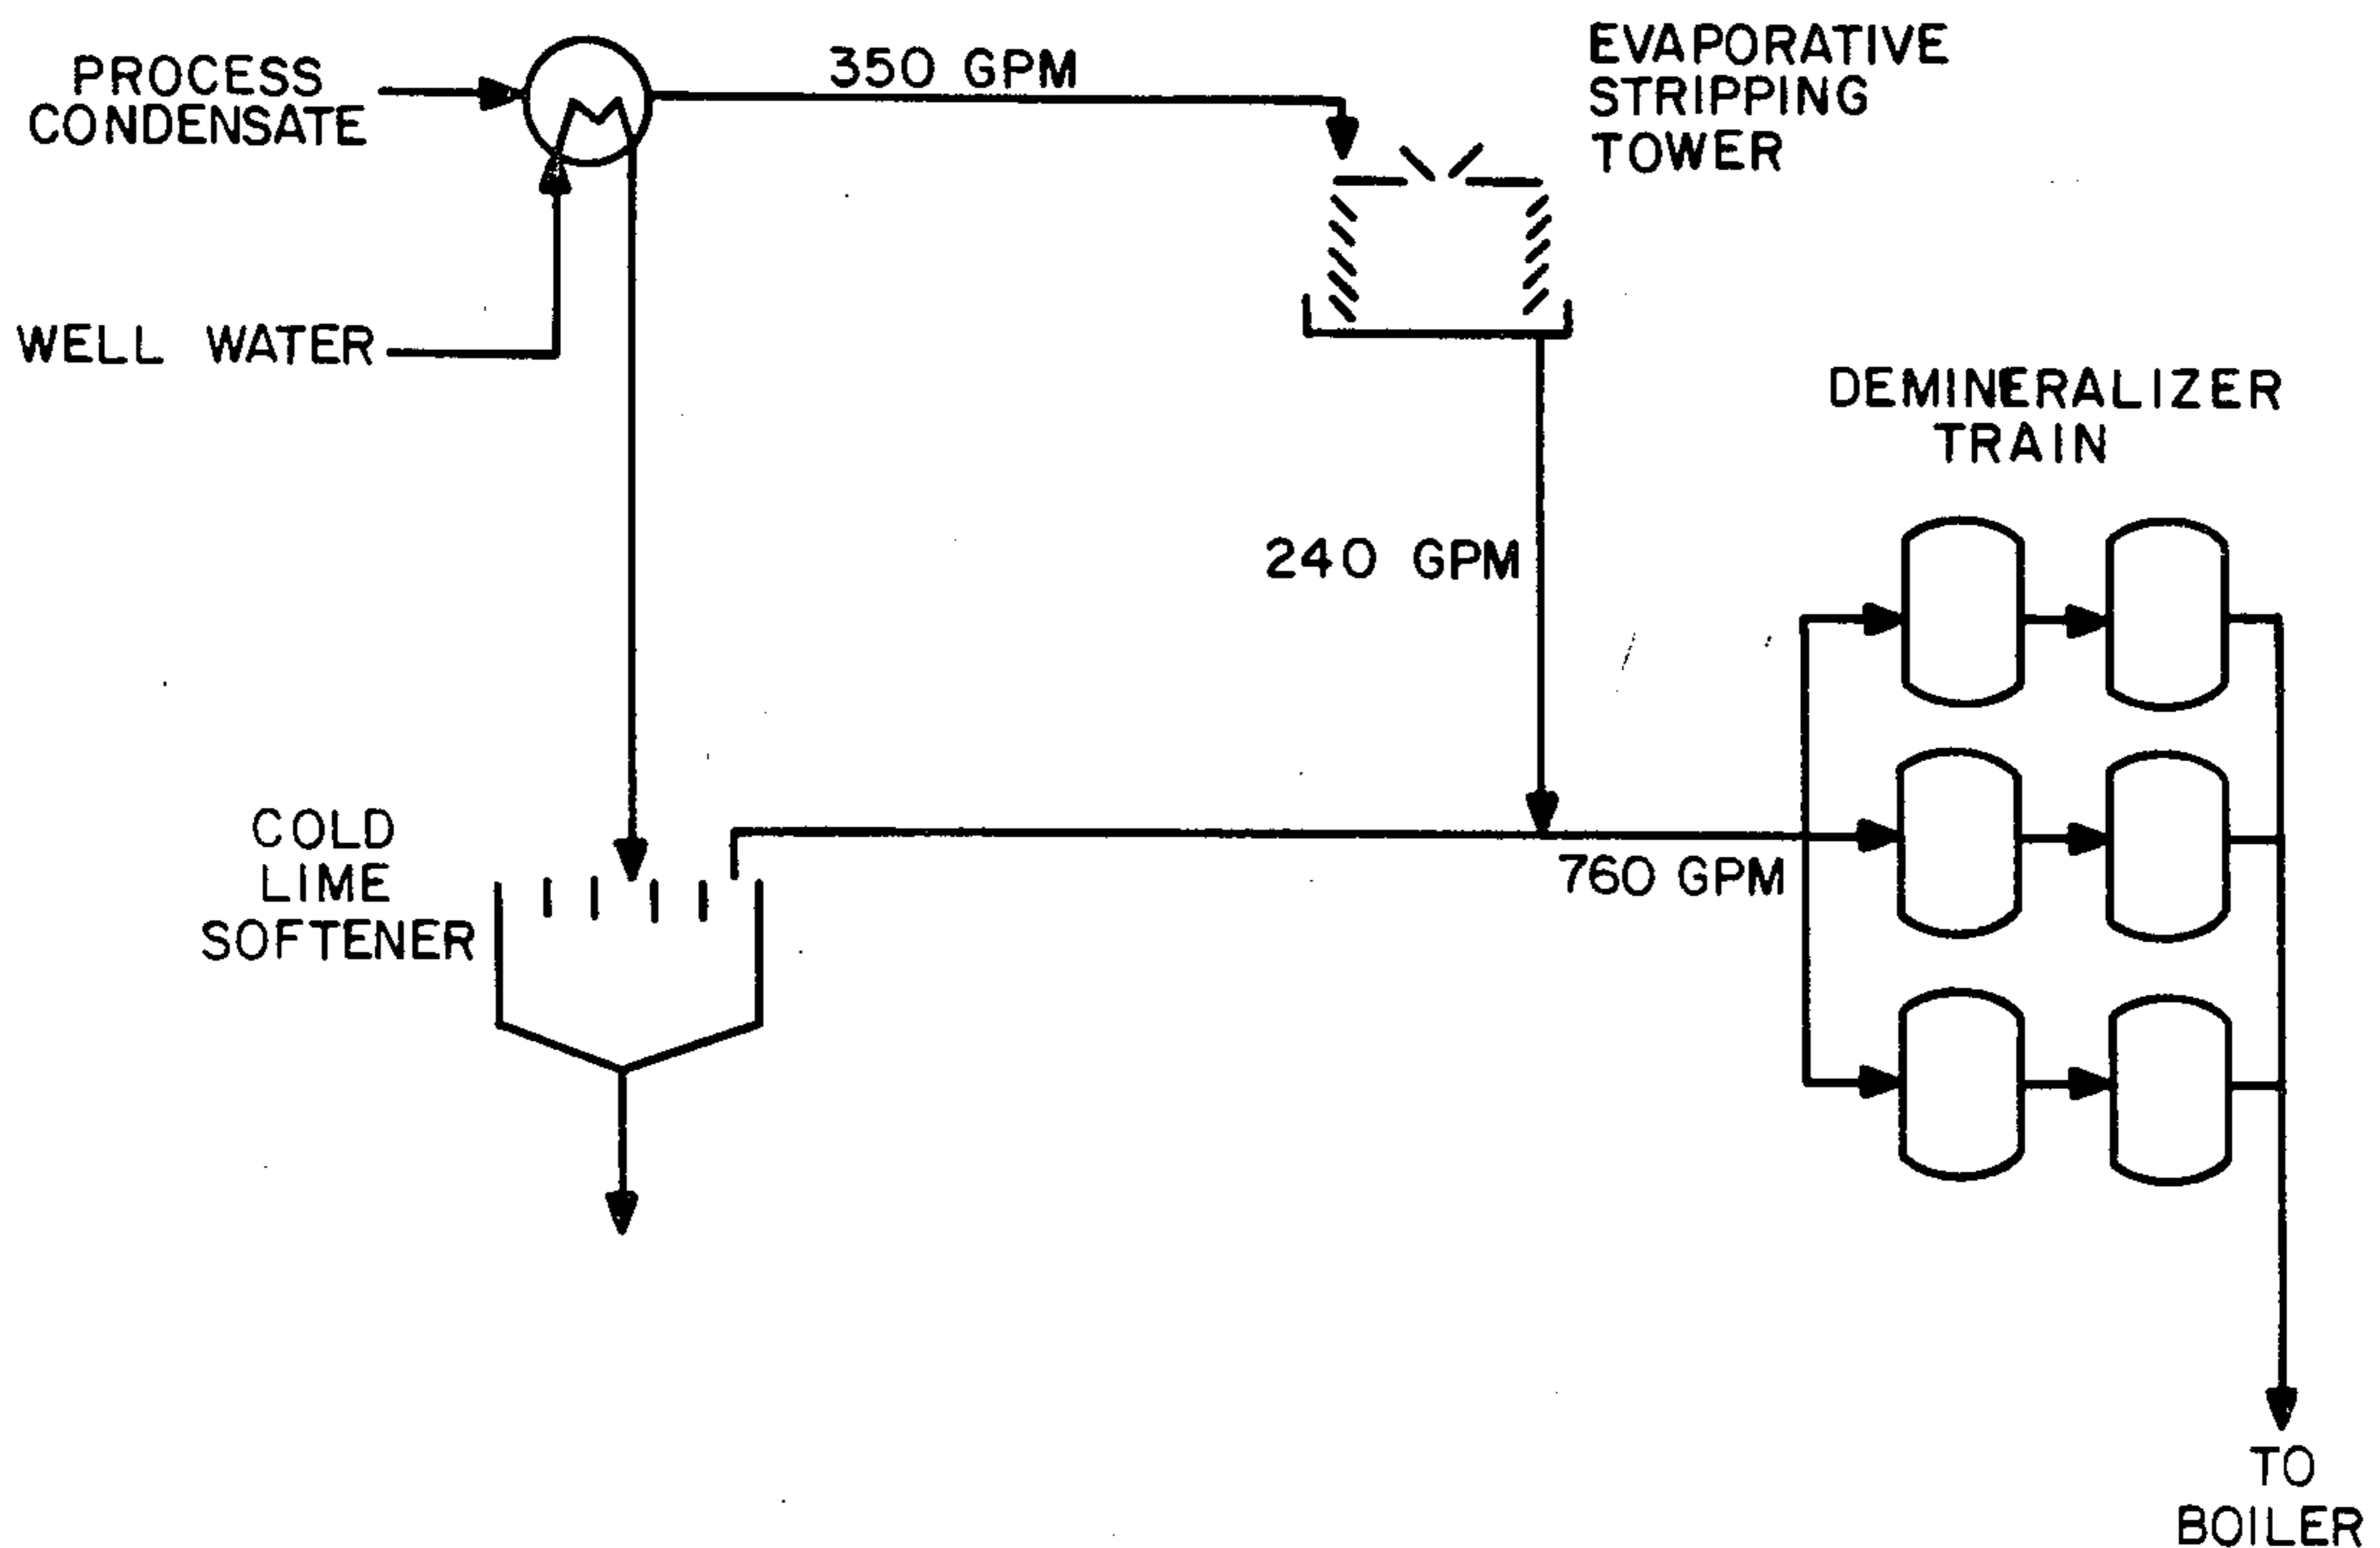 PROCESS
CONDENSATE
350 GPM
EVAPORATIVE
STRIPPING
TOWER
WELL WATER
DEMINERALIZER
TRAIN
240 GPM
COLD
LIME
SOFTENER
760 GPM
TO
BOILER